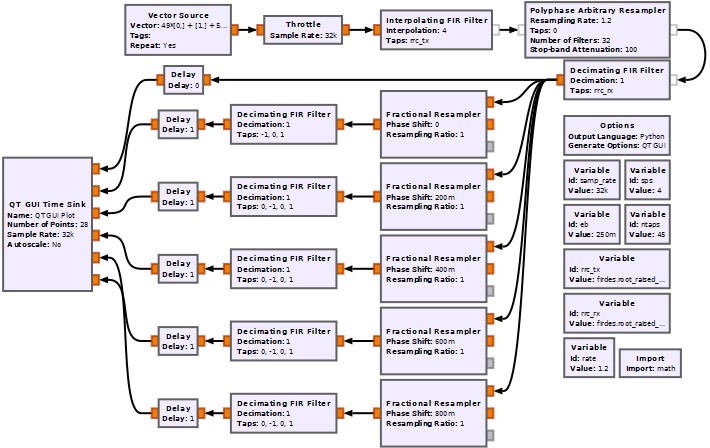 Vector Source
Vector: 49*[0,] + [1,] + 5...
Tags:
Repeat: Yes
Throttle
Sample Rate: 32k
Interpolating FIR Filter
Interpolation: 4
Taps: rrc_tx
Polyphase Arbitrary Resampler
Resampling Rate: 1.2
Taps: 0
Number of Filters: 32
Stop-band Attenuation: 100
Decimating FIR Filter
Decimation: 1
Taps: rrc_rx
Delay
Delay: 0
Delay
Delay: 1
Decimating FIR Filter
Decimation: 1
Taps: -1, 0, 1
Fractional Resampler
Phase Shift: 0
Resampling Ratio: 1
Delay
Delay: 1
Decimating FIR Filter
Decimation: 1
Taps: 0, -1, 0, 1
Fractional Resampler
Phase Shift: 200m
Resampling Ratio: 1
Delay
Delay: 1
Decimating FIR Filter
Decimation: 1
Taps: 0, -1, 0, 1
Fractional Resampler
Phase Shift: 400m
Resampling Ratio: 1
Delay
Delay: 1
Decimating FIR Filter
Decimation: 1
Taps: 0, -1, 0, 1
Fractional Resampler
Phase Shift: 600m
Resampling Ratio: 1
Delay
Delay: 1
Decimating FIR Filter
Decimation: 1
Taps: 0, -1, 0, 1
Fractional Resampler
Phase Shift: 800m
Resampling Ratio: 1
QT GUI Time Sink
Name: QT GUI Plot
Number of Points: 28
Sample Rate: 32k
Autoscale: No
Options
Output Language: Python
Generate Options: QT GUI
Variable
Id: samp_rate
Value: 32k
Variable
Id: sps
Value: 4
Variable
Id: eb
Value: 250m
Variable
Id: ntaps
Value: 45
Variable
Id: rrc_tx
Value: firdes.root_raised_...
Variable
Id: rrc_rx
Value: firdes.root_raised_...
Variable
Id: rate
Value: 1.2
Import
Import: math